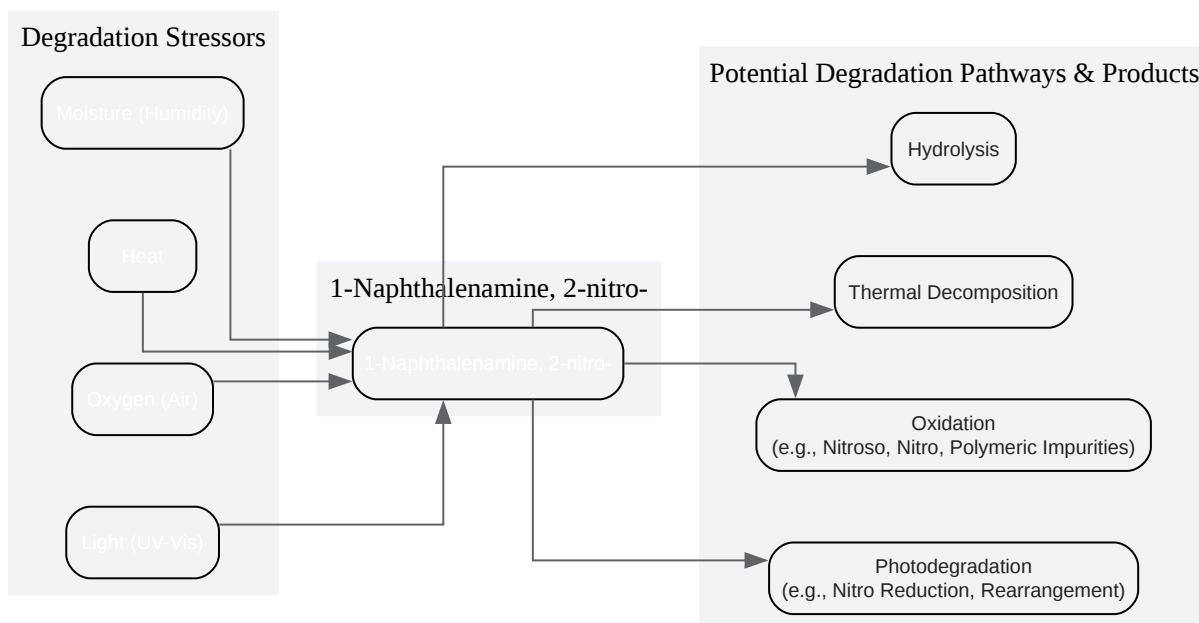 Degradation Stressors
Moisture (Humidity)
Heat
Oxygen (Air)
Light (UV-Vis)
1-Naphthalenamine, 2-nitro-
1-Naphthalenamine, 2-nitro-
Potential Degradation Pathways & Products
Hydrolysis
Thermal Decomposition
Oxidation
(e.g., Nitroso, Nitro, Polymeric Impurities)
Photodegradation
(e.g., Nitro Reduction, Rearrangement)